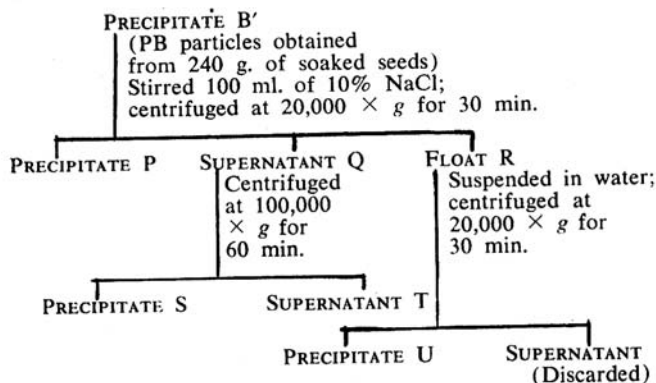 PRECIPITATE B′
(PB particles obtained
from 240 g. of soaked seeds)
Stirred 100 ml. of 10% NaCl;
centrifuged at 20,000 × g for 30 min.
PRECIPITATE P
SUPERNATANT Q
Centrifuged
at 100,000
× g for
60 min.
FLOAT R
Suspended in water;
centrifuged at
20,000 × g for
30 min.
PRECIPITATE S
SUPERNATANT T
PRECIPITATE U
SUPERNATANT
(Discarded)